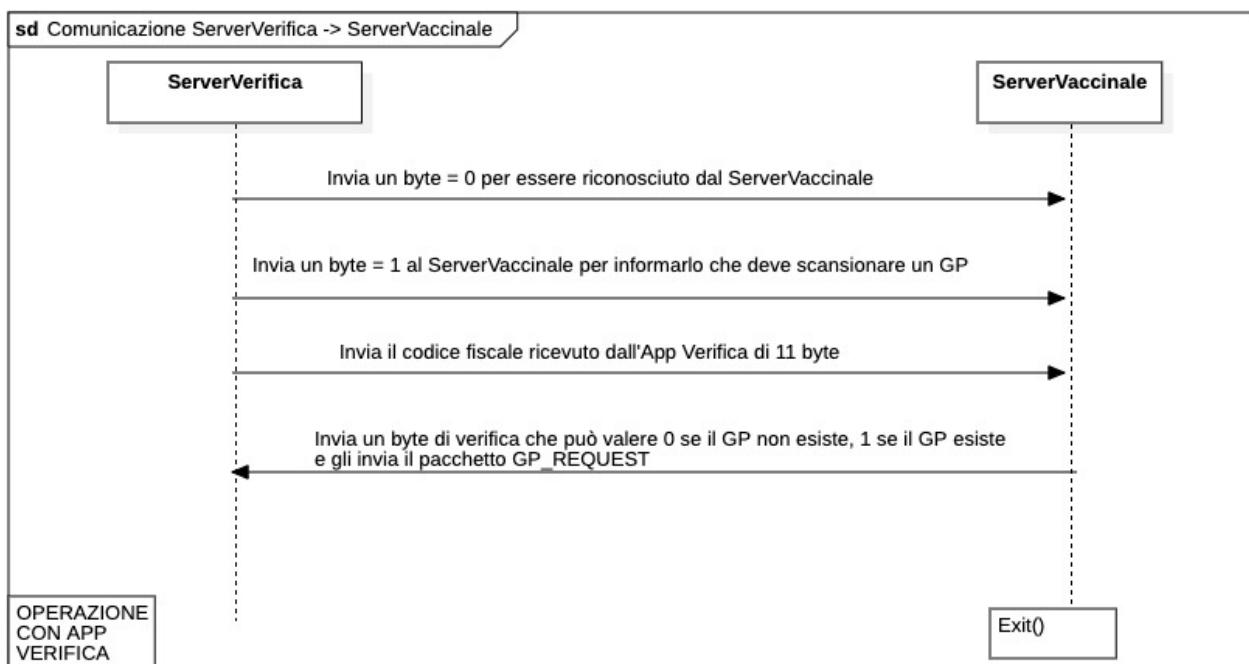 sd Comunicazione ServerVerifica -> ServerVaccinale
ServerVerifica
ServerVaccinale
Invia un byte = 0 per essere riconosciuto dal ServerVaccinale
Invia un byte = 1 al ServerVaccinale per informarlo che deve scansionare un GP
Invia il codice fiscale ricevuto dall'App Verifica di 11 byte
Invia un byte di verifica che può valere 0 se il GP non esiste, 1 se il GP esiste
e gli invia il pacchetto GP_REQUEST
OPERAZIONE
CON APP
VERIFICA
Exit()